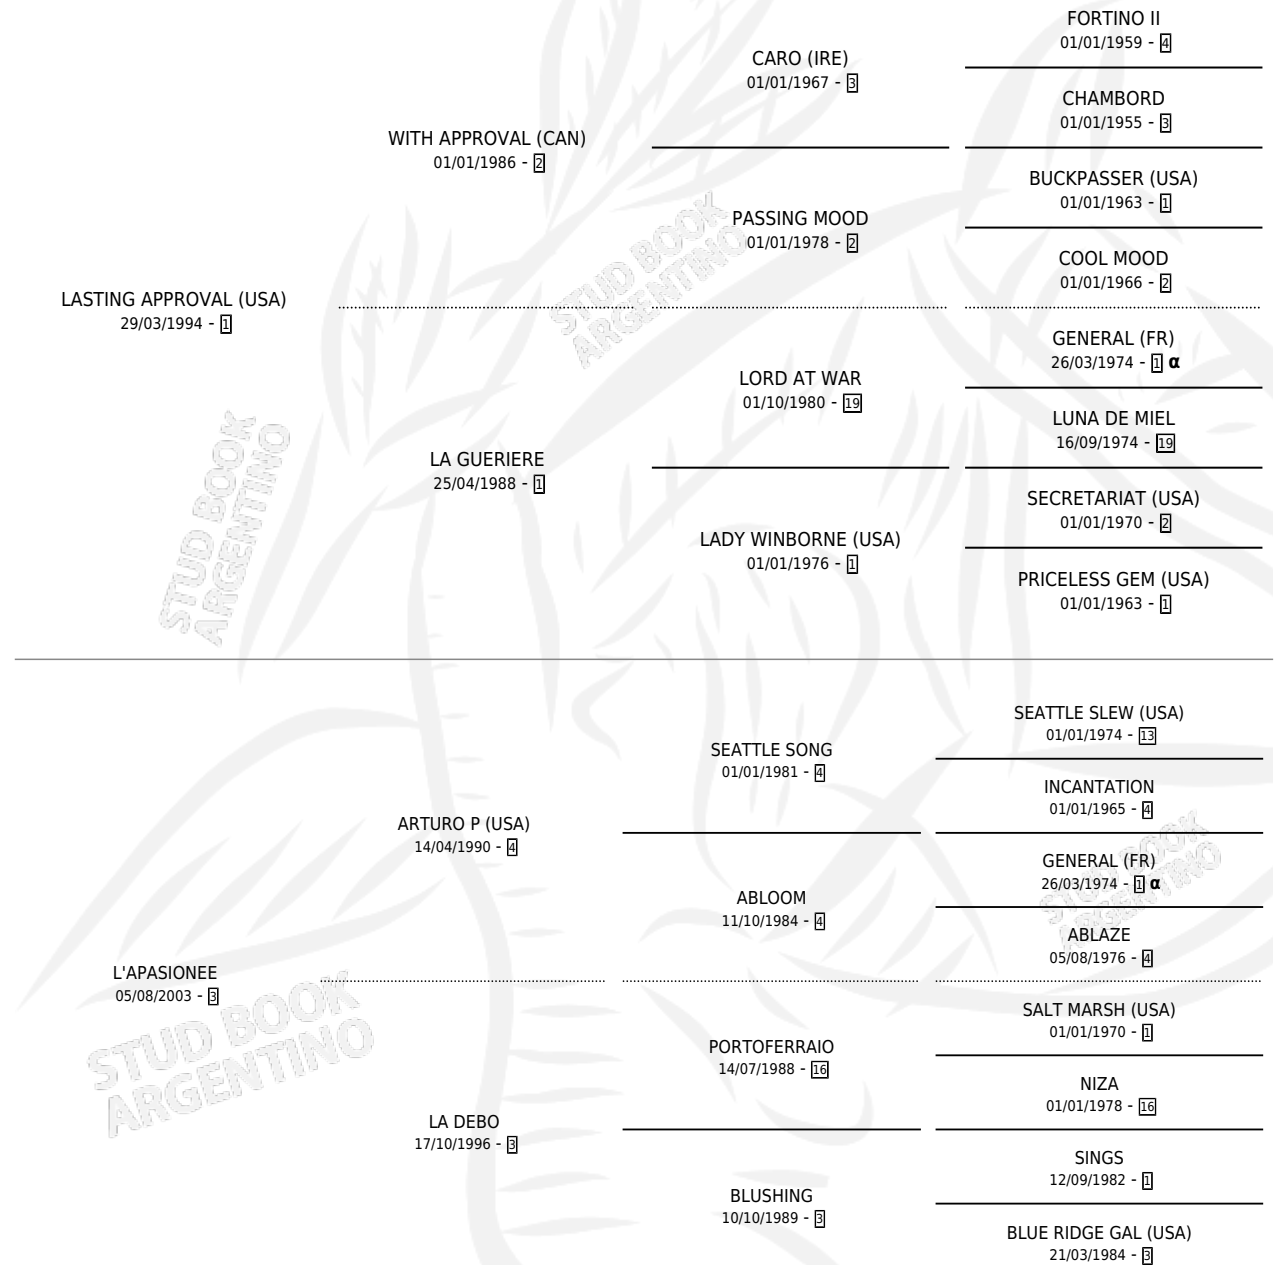 FORTINO II
01/01/1959 - 4
CARO (IRE)
01/01/1967 - 3
CHAMBORD
01/01/1955 - 3
WITH APPROVAL (CAN)
01/01/1986 - 2
BUCKPASSER (USA)
01/01/1963 - 1
PASSING MOOD
01/01/1978 - 2
COOL MOOD
01/01/1966 - 2
LASTING APPROVAL (USA)
29/03/1994 - 1
GENERAL (FR)
26/03/1974 - 1 α
LORD AT WAR
01/10/1980 - 19
LUNA DE MIEL
16/09/1974 - 19
LA GUERIERE
25/04/1988 - 1
SECRETARIAT (USA)
01/01/1970 - 2
LADY WINBORNE (USA)
01/01/1976 - 1
PRICELESS GEM (USA)
01/01/1963 - 1
SEATTLE SLEW (USA)
01/01/1974 - 13
SEATTLE SONG
01/01/1981 - 4
INCANTATION
01/01/1965 - 4
ARTURO P (USA)
14/04/1990 - 4
GENERAL (FR)
26/03/1974 - 1 α
ABLOOM
11/10/1984 - 4
ABLAZE
05/08/1976 - 4
L'APASIONEE
05/08/2003 - 3
SALT MARSH (USA)
01/01/1970 - 1
PORTOFERRAIO
14/07/1988 - 16
NIZA
01/01/1978 - 16
LA DEBO
17/10/1996 - 3
SINGS
12/09/1982 - 1
BLUSHING
10/10/1989 - 3
BLUE RIDGE GAL (USA)
21/03/1984 - 3
STUD BOOK
ARGENTINO
STUD BOOK
ARGENTINO
STUD BOOK
ARGENTINO
STUD BOOK
ARGENTINO